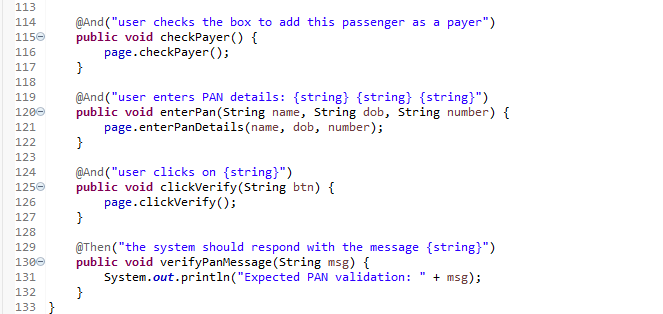 113
114 @And("user checks the box to add this passenger as a payer")
115 public void checkPayer() {
116 page.checkPayer();
117 }
118
119 @And("user enters PAN details: {string} {string} {string}")
120 public void enterPan(String name, String dob, String number) {
121 page.enterPanDetails(name, dob, number);
122 }
123
124 @And("user clicks on {string}")
125 public void clickVerify(String btn) {
126 page.clickVerify();
127 }
128
129 @Then("the system should respond with the message {string}")
130 public void verifyPanMessage(String msg) {
131 System.out.println("Expected PAN validation: " + msg);
132 }
133 }